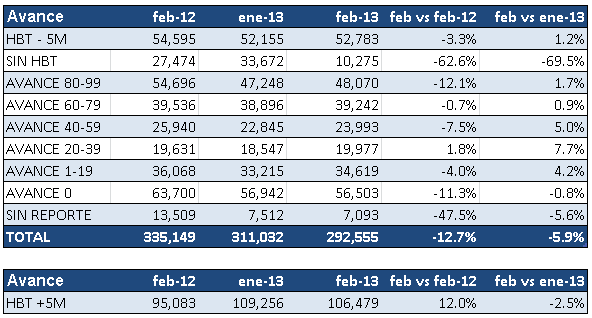 Avance feb-12 ene-13 feb-13 feb vs feb-12 feb vs ene-13
HBT - 5M 54,595 52,155 52,783 -3.3% 1.2%
SIN HBT 27,474 33,672 10,275 -62.6% -69.5%
AVANCE 80-99 54,696 47,248 48,070 -12.1% 1.7%
AVANCE 60-79 39,536 38,896 39,242 -0.7% 0.9%
AVANCE 40-59 25,940 22,845 23,993 -7.5% 5.0%
AVANCE 20-39 19,631 18,547 19,977 1.8% 7.7%
AVANCE 1-19 36,068 33,215 34,619 -4.0% 4.2%
AVANCE 0 63,700 56,942 56,503 -11.3% -0.8%
SIN REPORTE 13,509 7,512 7,093 -47.5% -5.6%
TOTAL 335,149 311,032 292,555 -12.7% -5.9%
Avance feb-12 ene-13 feb-13 feb vs feb-12 feb vs ene-13
HBT +5M 95,083 109,256 106,479 12.0% -2.5%